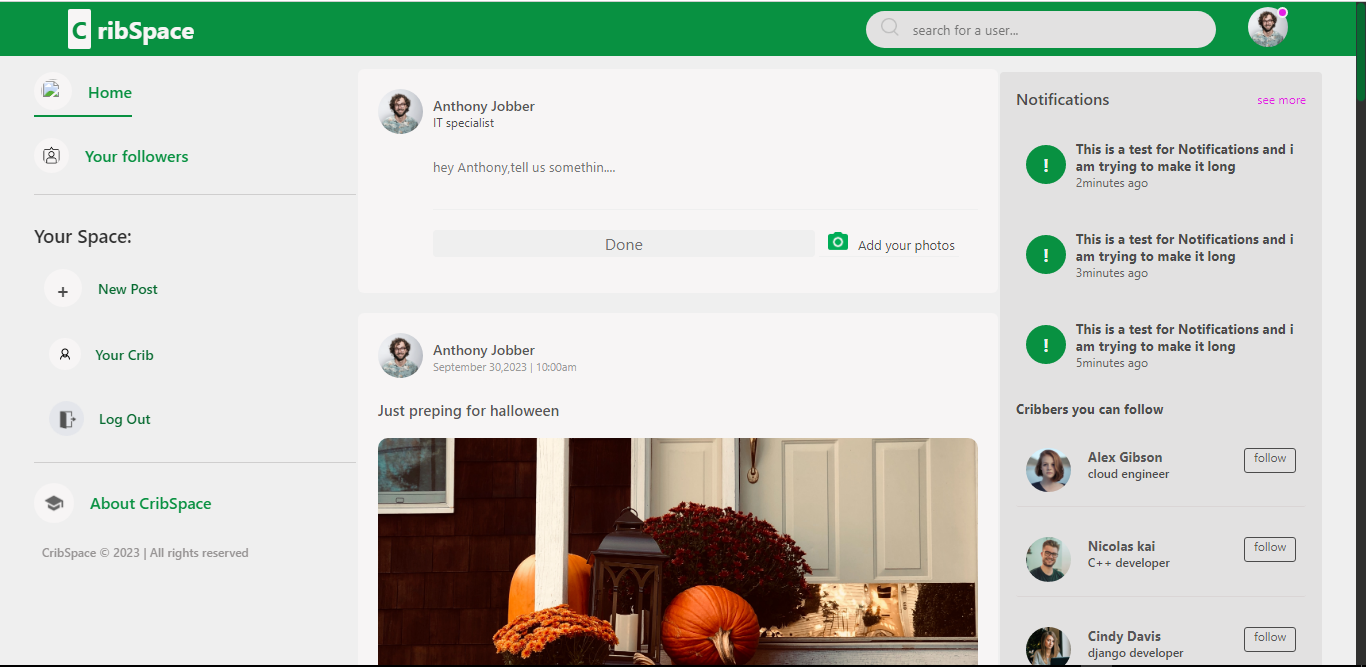 C ribSpace
search for a user...
Home
Your followers
Your Space:
+ New Post
Your Crib
Log Out
About CribSpace
CribSpace © 2023 | All rights reserved
Anthony Jobber
IT specialist
hey Anthony,tell us somethin....
Done
Add your photos
Anthony Jobber
September 30,2023 | 10:00am
Just preping for halloween
Notifications
see more
!
This is a test for Notifications and i
am trying to make it long
2minutes ago
!
This is a test for Notifications and i
am trying to make it long
3minutes ago
!
This is a test for Notifications and i
am trying to make it long
5minutes ago
Cribbers you can follow
Alex Gibson
cloud engineer
follow
Nicolas kai
C++ developer
follow
Cindy Davis
django developer
follow